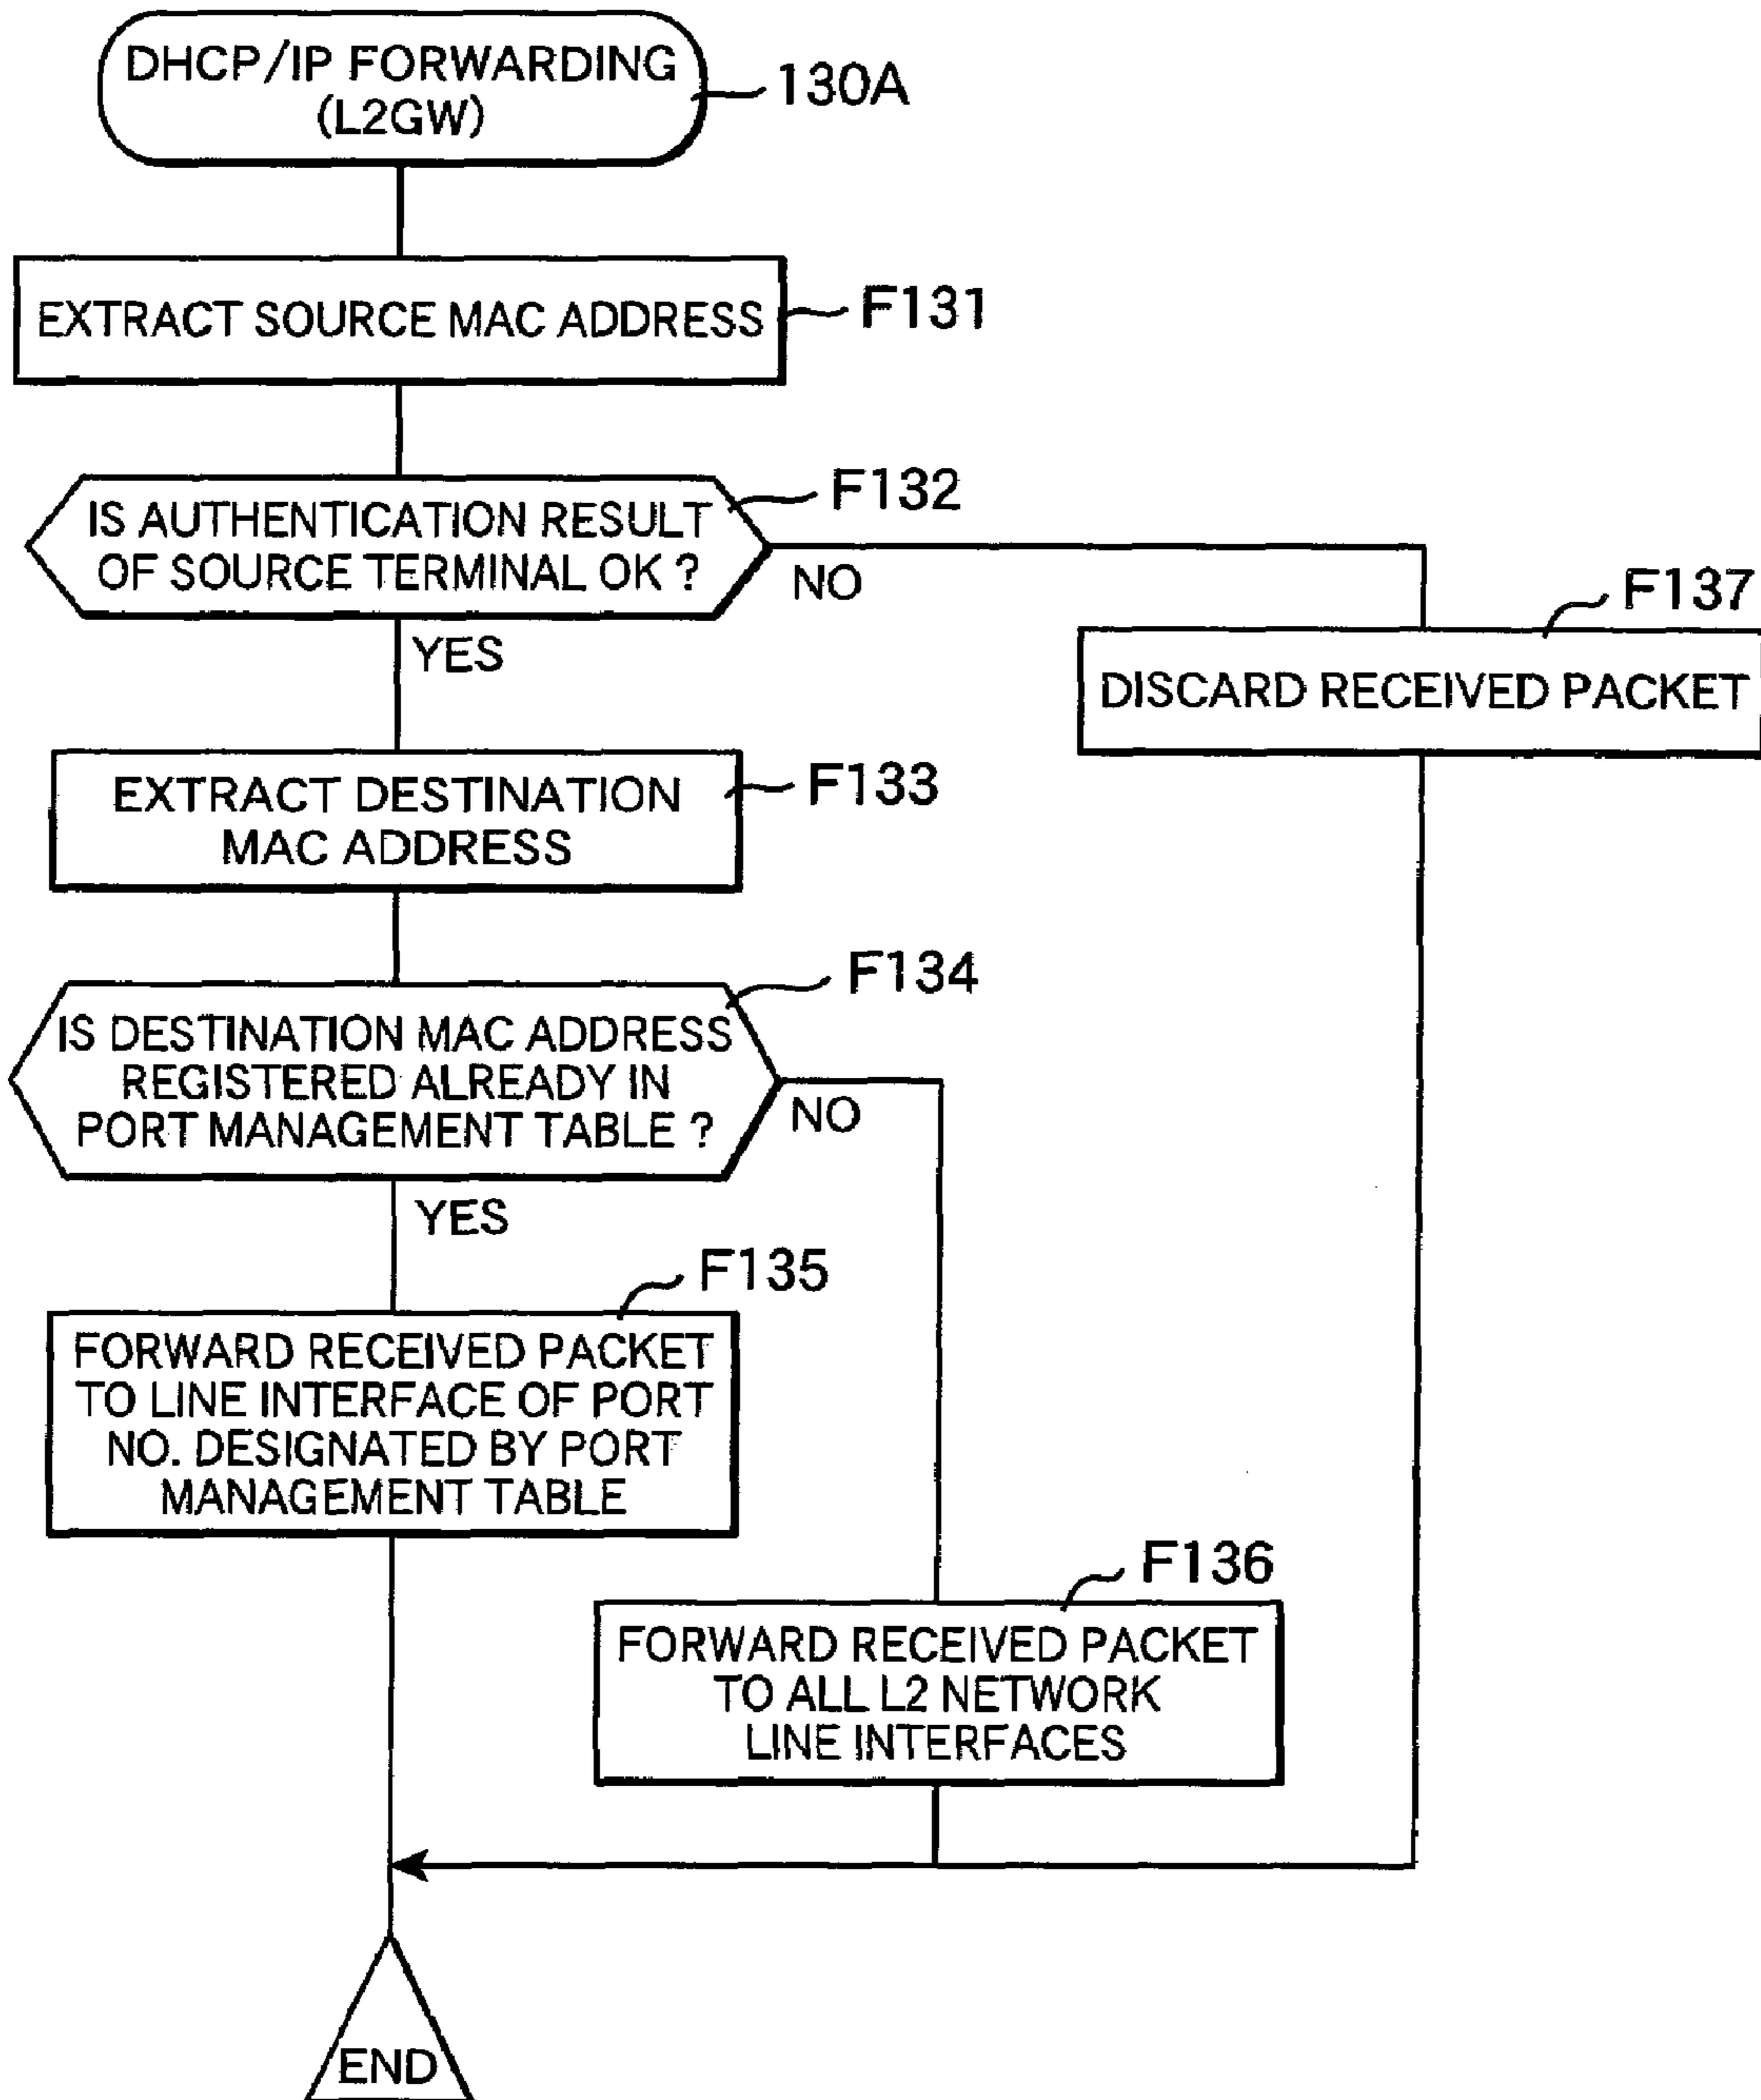 DHCP/IP FORWARDING
(L2GW)
130A
EXTRACT SOURCE MAC ADDRESS
F131
IS AUTHENTICATION RESULT
OF SOURCE TERMINAL OK ?
F132
NO
YES
F137
DISCARD RECEIVED PACKET
EXTRACT DESTINATION
MAC ADDRESS
F133
IS DESTINATION MAC ADDRESS
REGISTERED ALREADY IN
PORT MANAGEMENT TABLE ?
F134
NO
YES
F135
FORWARD RECEIVED PACKET
TO LINE INTERFACE OF PORT
NO. DESIGNATED BY PORT
MANAGEMENT TABLE
F136
FORWARD RECEIVED PACKET
TO ALL L2 NETWORK
LINE INTERFACES
END